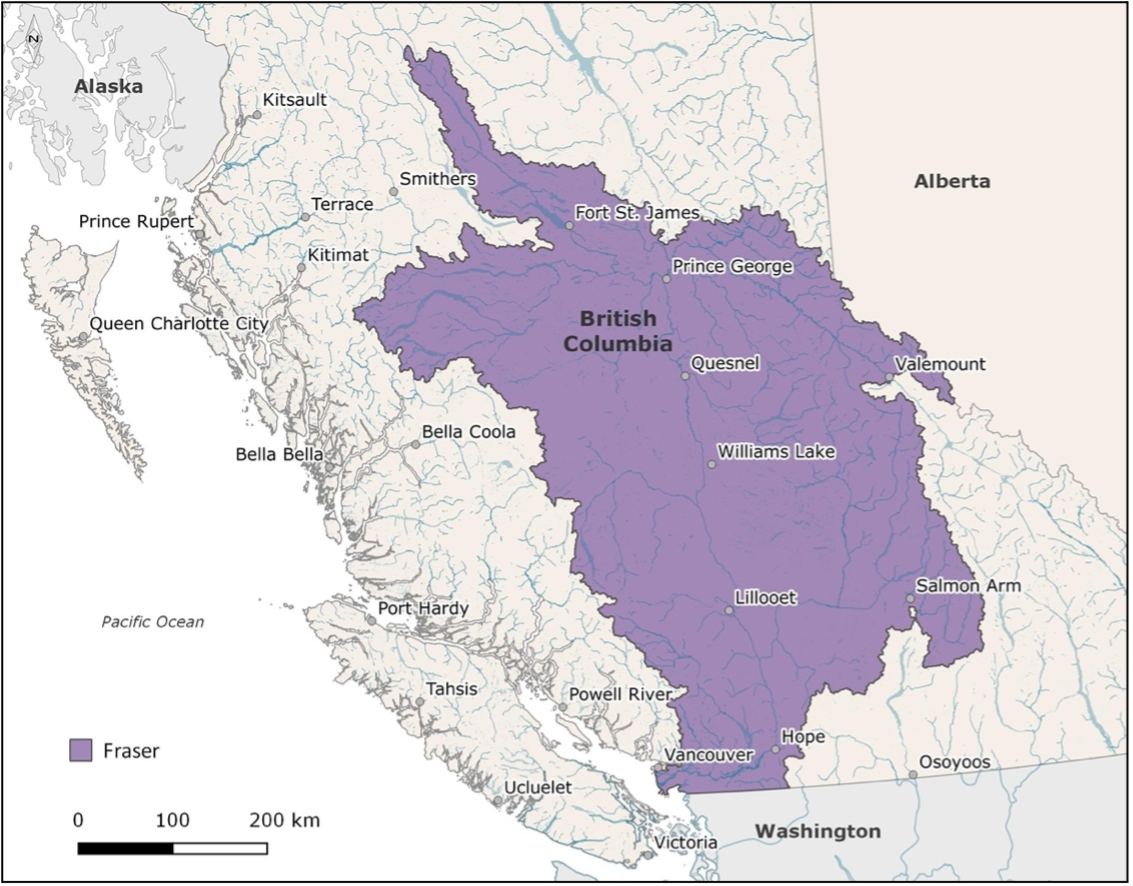 N
Alaska
Kitsault
Smithers
Alberta
Terrace
Prince Rupert
Fort St. James
Kitimat
Prince George
Queen Charlotte City
British
Columbia
Quesnel
Valemount
Bella Coola
Bella Bella
Williams Lake
Salmon Arm
Lillooet
Port Hardy
Pacific Ocean
Tahsis
Powell River
Hope
Fraser
Vancouver
Osoyoos
Ucluelet
0 100 200 km
Washington
Victoria